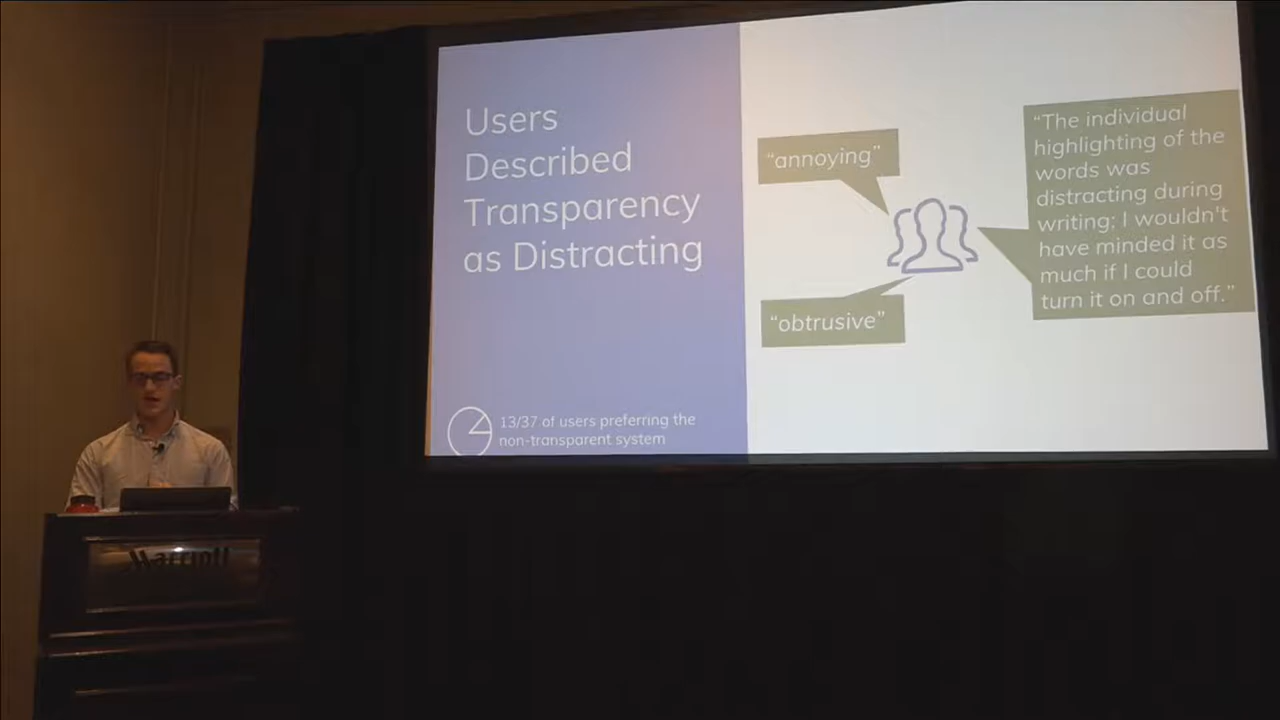 Users
Described
Transparency
as Distracting
13/37 of users preferring the
non-transparent system
“annoying”
“obtrusive”
“The individual
highlighting of the
words was
distracting during
writing; I wouldn't
have minded it as
much if I could
turn it on and off.”
Marriott